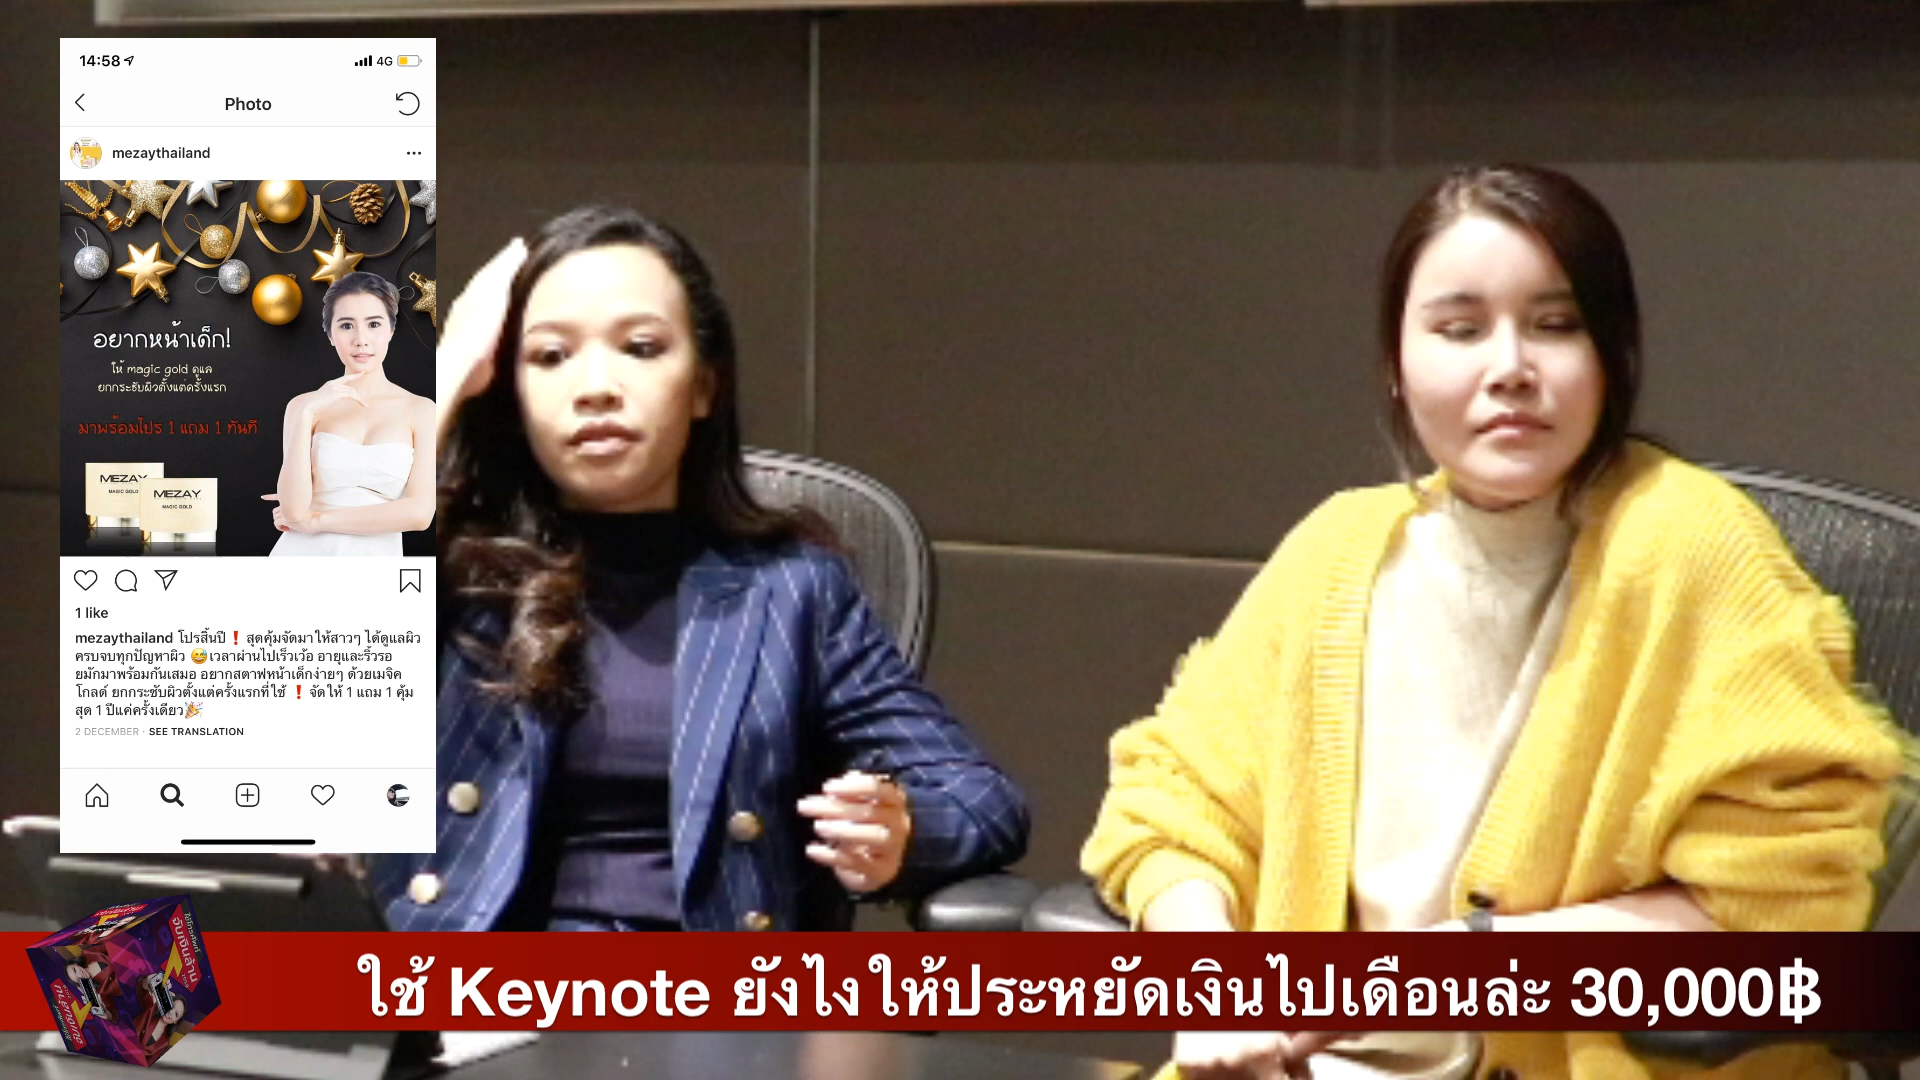 14:58
4G
Photo
mezaythailand
อยากหน้าเด็ก!
ให้ magic gold ดูแล
ยกกระชับผิวตั้งแต่ครั้งแรก
มาพร้อมโปร 1 แถม 1 ทันที
MEZAY
MAGIC GOLD
MEZAY
MAGIC GOLD
1 like
mezaythailand โปรสิ้นปี❗สุดคุ้มจัดมาให้สาวๆ ได้ดูแลผิว
ครบจบทุกปัญหาผิว 😅เวลาผ่านไปเร็วเว้อ อายุและริ้วรอ
ยมักมาพร้อมกันเสมอ อยากสตาฟหน้าเด็กง่ายๆ ด้วยเมจิค
โกลด์ ยกกระชับผิวตั้งแต่ครั้งแรกที่ใช้ ❗จัดให้ 1 แถม 1 คุ้ม
สุด 1 ปีแค่ครั้งเดียว🎉
2 DECEMBER · SEE TRANSLATION
ใช้ Keynote ยังไงให้ประหยัดเงินไปเดือนล่ะ 30,000฿